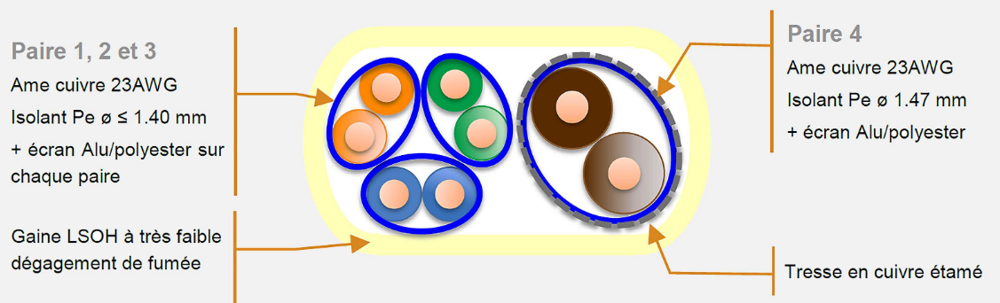 Paire 1, 2 et 3
Ame cuivre 23AWG
Isolant Pe ø ≤ 1.40 mm
+ écran Alu/polyester sur
chaque paire
Gaine LSOH à très faible
dégagement de fumée
Paire 4
Ame cuivre 23AWG
Isolant Pe ø 1.47 mm
+ écran Alu/polyester
Tresse en cuivre étamé